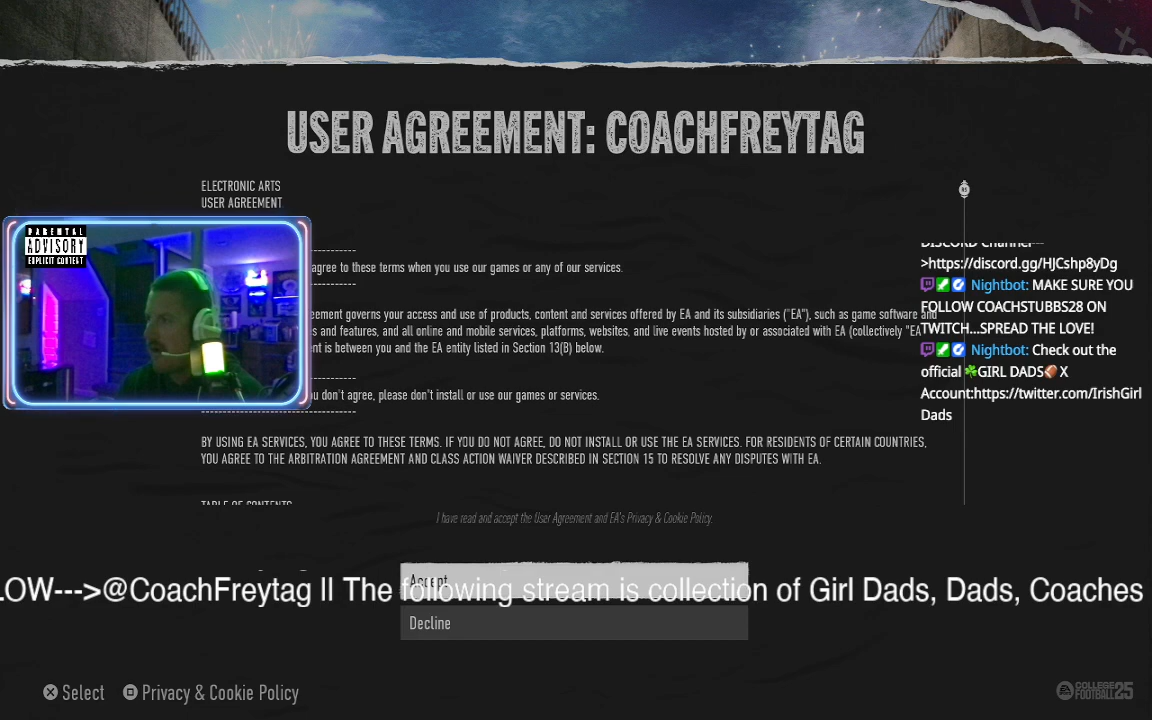 USER AGREEMENT: COACHFREYTAG
ELECTRONIC ARTS
USER AGREEMENT
---------------
agree to these terms when you use our games or any of our services.
---------------
ement governs your access and use of products, content and services offered by EA and its subsidiaries ("EA"), such as game software and
s and features, and all online and mobile services, platforms, websites, and live events hosted by or associated with EA (collectively "EA
nt is between you and the EA entity listed in Section 13(B) below.
---------------
u don't agree, please don't install or use our games or services.
---------------
BY USING EA SERVICES, YOU AGREE TO THESE TERMS. IF YOU DO NOT AGREE, DO NOT INSTALL OR USE THE EA SERVICES. FOR RESIDENTS OF CERTAIN COUNTRIES,
YOU AGREE TO THE ARBITRATION AGREEMENT AND CLASS ACTION WAIVER DESCRIBED IN SECTION 15 TO RESOLVE ANY DISPUTES WITH EA.
TABLE OF CONTENTS
PARENTAL
ADVISORY
EXPLICIT CONTENT
DISCORD Channel---
>https://discord.gg/HJCshp8yDg
Nightbot: MAKE SURE YOU
FOLLOW COACHSTUBBS28 ON
TWITCH...SPREAD THE LOVE!
Nightbot: Check out the
official ☘️GIRL DADS🏈 X
Account:https://twitter.com/IrishGirl
Dads
I have read and accept the User Agreement and EA's Privacy & Cookie Policy.
Accept
LOW--->@CoachFreytag ll The following stream is collection of Girl Dads, Dads, Coaches
Decline
Select
Privacy & Cookie Policy
EA COLLEGE
FOOTBALL 25